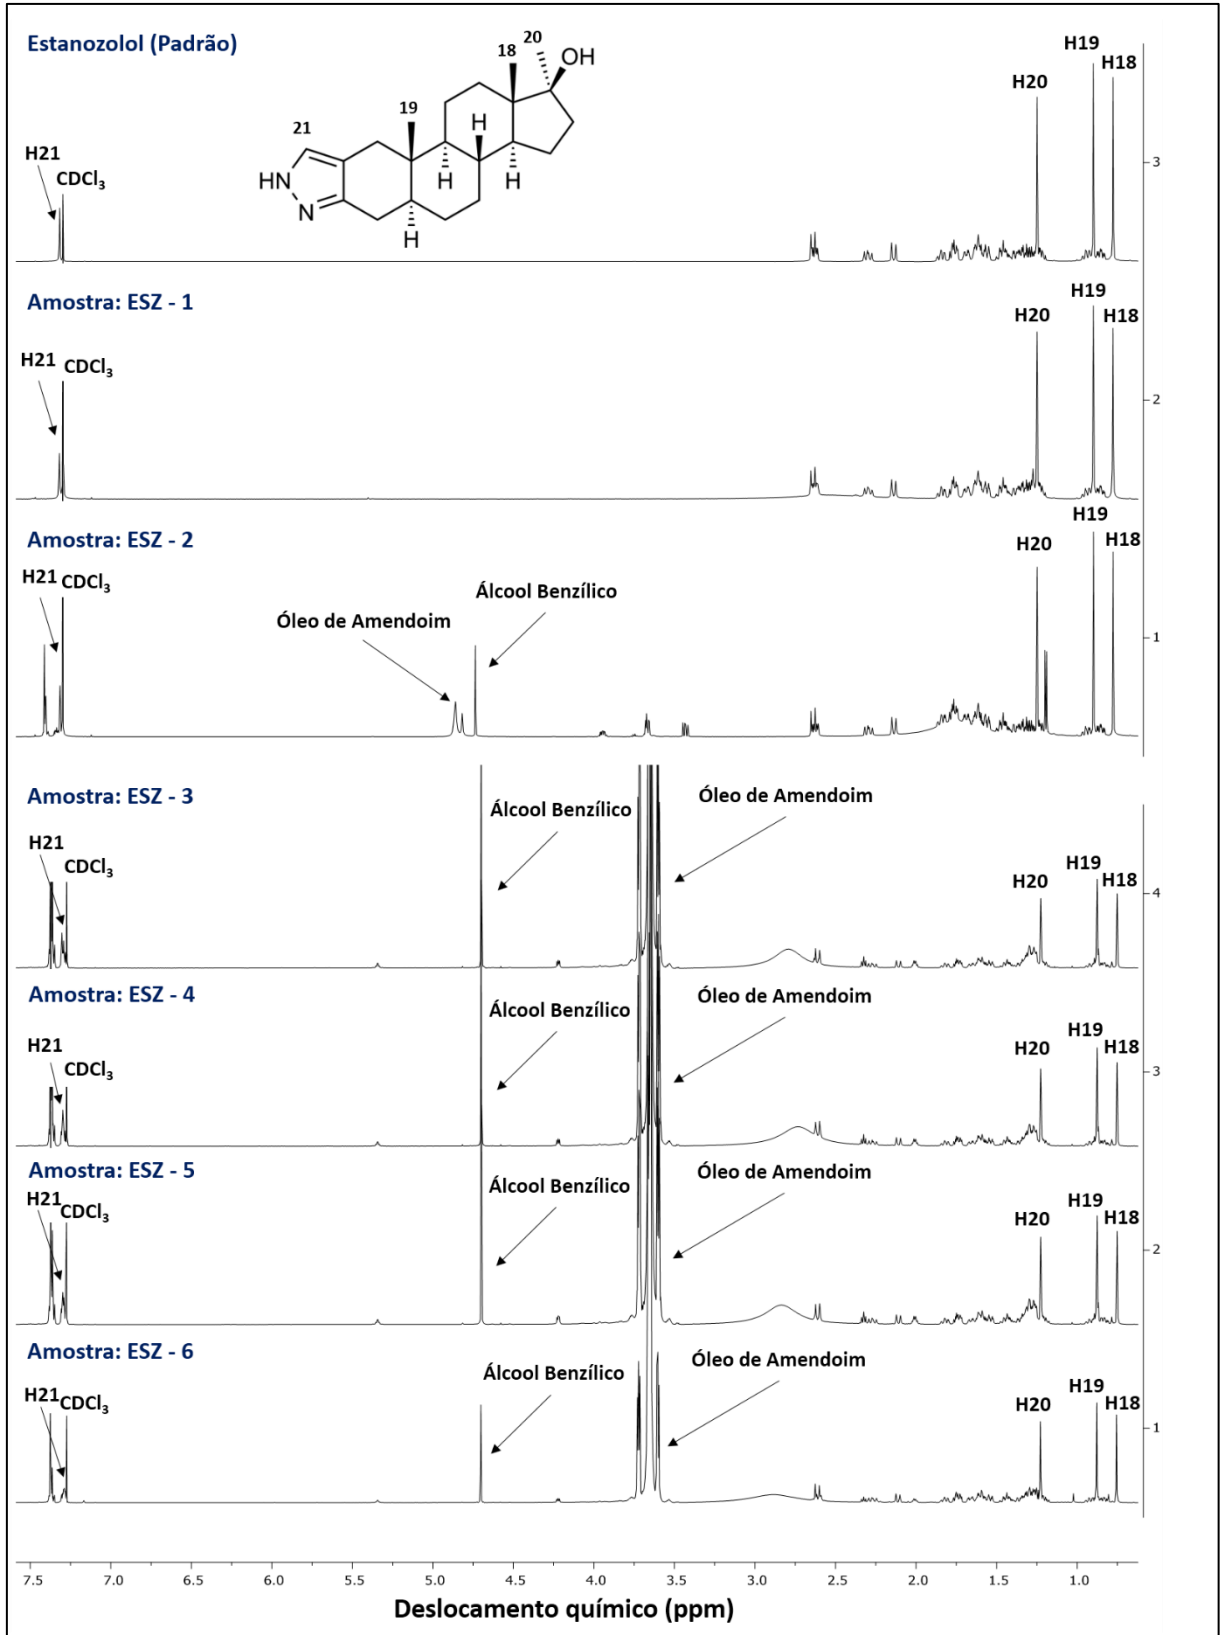 Estanozolol (Padrão)
20
18
OH
19
21
H
HN
N
H
H
H
H21
CDCl3
H20
H19
H18
3
Amostra: ESZ - 1
H21
CDCl3
H20
H19
H18
2
Amostra: ESZ - 2
H21
CDCl3
Óleo de Amendoim
Álcool Benzílico
H20
H19
H18
1
Amostra: ESZ - 3
H21
CDCl3
Álcool Benzílico
Óleo de Amendoim
H20
H19
H18
4
Amostra: ESZ - 4
H21
CDCl3
Álcool Benzílico
Óleo de Amendoim
H20
H19
H18
3
Amostra: ESZ - 5
H21
CDCl3
Álcool Benzílico
Óleo de Amendoim
H20
H19
H18
2
Amostra: ESZ - 6
H21
CDCl3
Álcool Benzílico
Óleo de Amendoim
H20
H19
H18
1
7.5 7.0 6.5 6.0 5.5 5.0 4.5 4.0 3.5 3.0 2.5 2.0 1.5 1.0
Deslocamento químico (ppm)